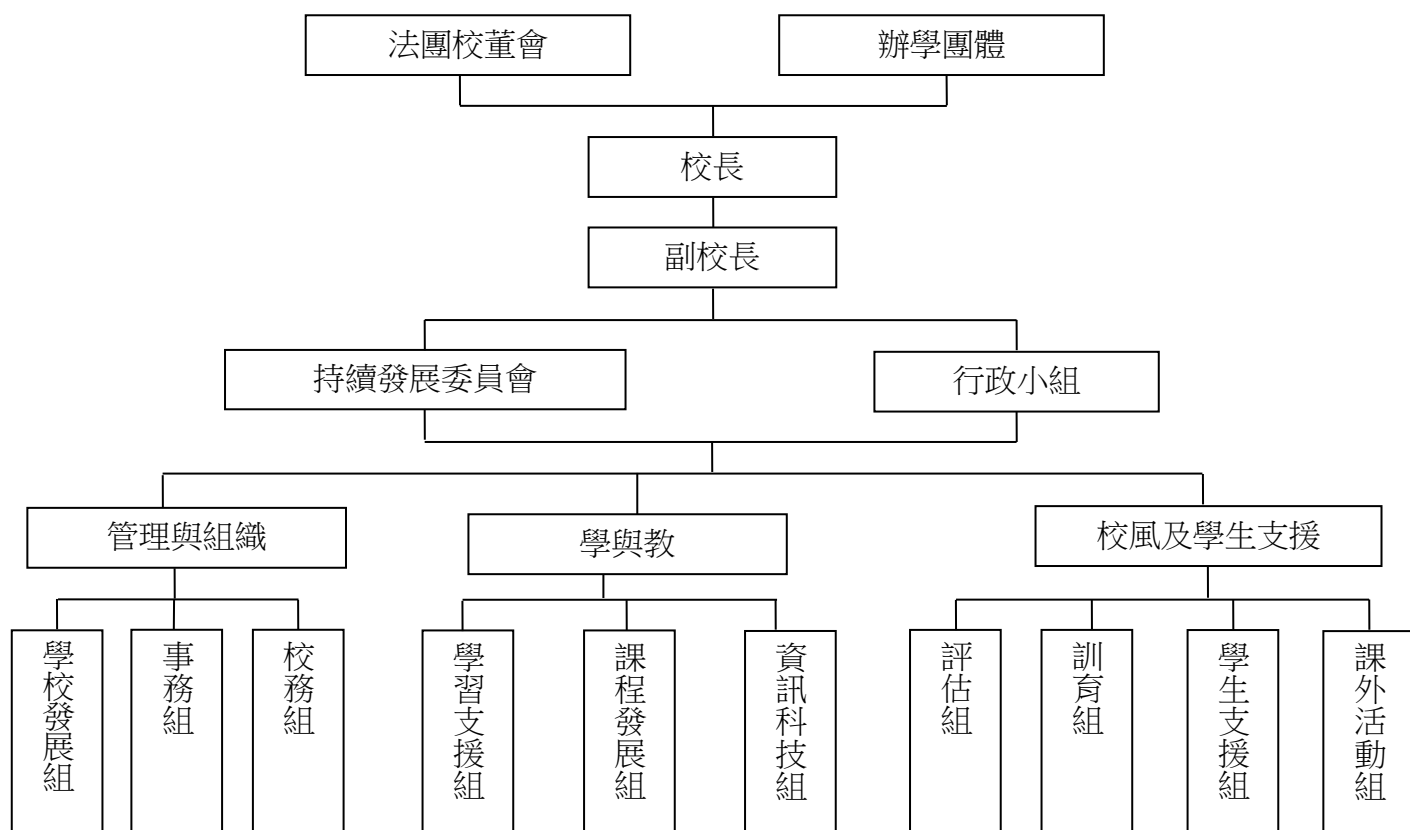 法團校董會
辦學團體
校長
副校長
持續發展委員會
行政小組
管理與組織
學與教
校風及學生支援
學校發展組
事務組
校務組
學習支援組
課程發展組
資訊科技組
評估組
訓育組
學生支援組
課外活動組